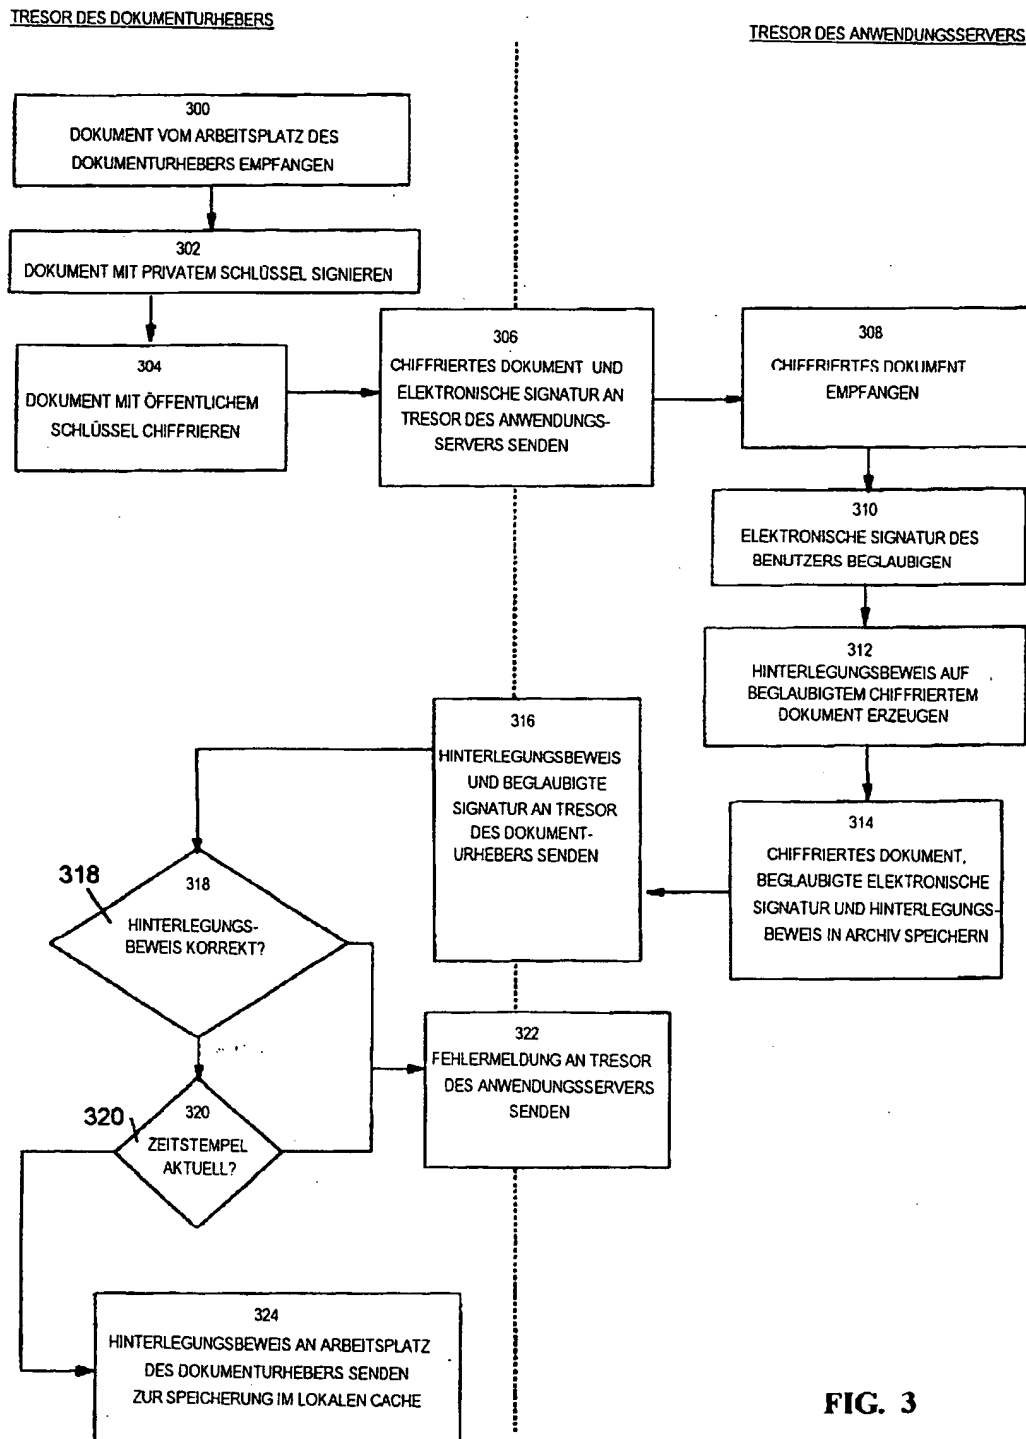 TRESOR DES DOKUMENTURHEBERS
TRESOR DES ANWENDUNGSSERVERS
300
DOKUMENT VOM ARBEITSPLATZ DES
DOKUMENTURHEBERS EMPFANGEN
302
DOKUMENT MIT PRIVATEM SCHLÜSSEL SIGNIEREN
304
DOKUMENT MIT ÖFFENTLICHEM
SCHLÜSSEL CHIFFRIEREN
306
CHIFFRIERTES DOKUMENT UND
ELEKTRONISCHE SIGNATUR AN
TRESOR DES ANWENDUNGS-
SERVERS SENDEN
308
CHIFFRIERTES DOKUMENT
EMPFANGEN
310
ELEKTRONISCHE SIGNATUR DES
BENUTZERS BEGLAUBIGEN
312
HINTERLEGUNGSBEWEIS AUF
BEGLAUBIGTEM CHIFFRIERTEM
DOKUMENT ERZEUGEN
314
CHIFFRIERTES DOKUMENT,
BEGLAUBIGTE ELEKTRONISCHE
SIGNATUR UND HINTERLEGUNGS-
BEWEIS IN ARCHIV SPEICHERN
316
HINTERLEGUNGSBEWEIS
UND BEGLAUBIGTE
SIGNATUR AN TRESOR
DES DOKUMENT-
URHEBERS SENDEN
318
318
HINTERLEGUNGS-
BEWEIS KORREKT?
320
320
ZEITSTEMPEL
AKTUELL?
322
FEHLERMELDUNG AN TRESOR
DES ANWENDUNGSSERVERS
SENDEN
324
HINTERLEGUNGSBEWEIS AN ARBEITSPLATZ
DES DOKUMENTURHEBERS SENDEN
ZUR SPEICHERUNG IM LOKALEN CACHE
FIG. 3